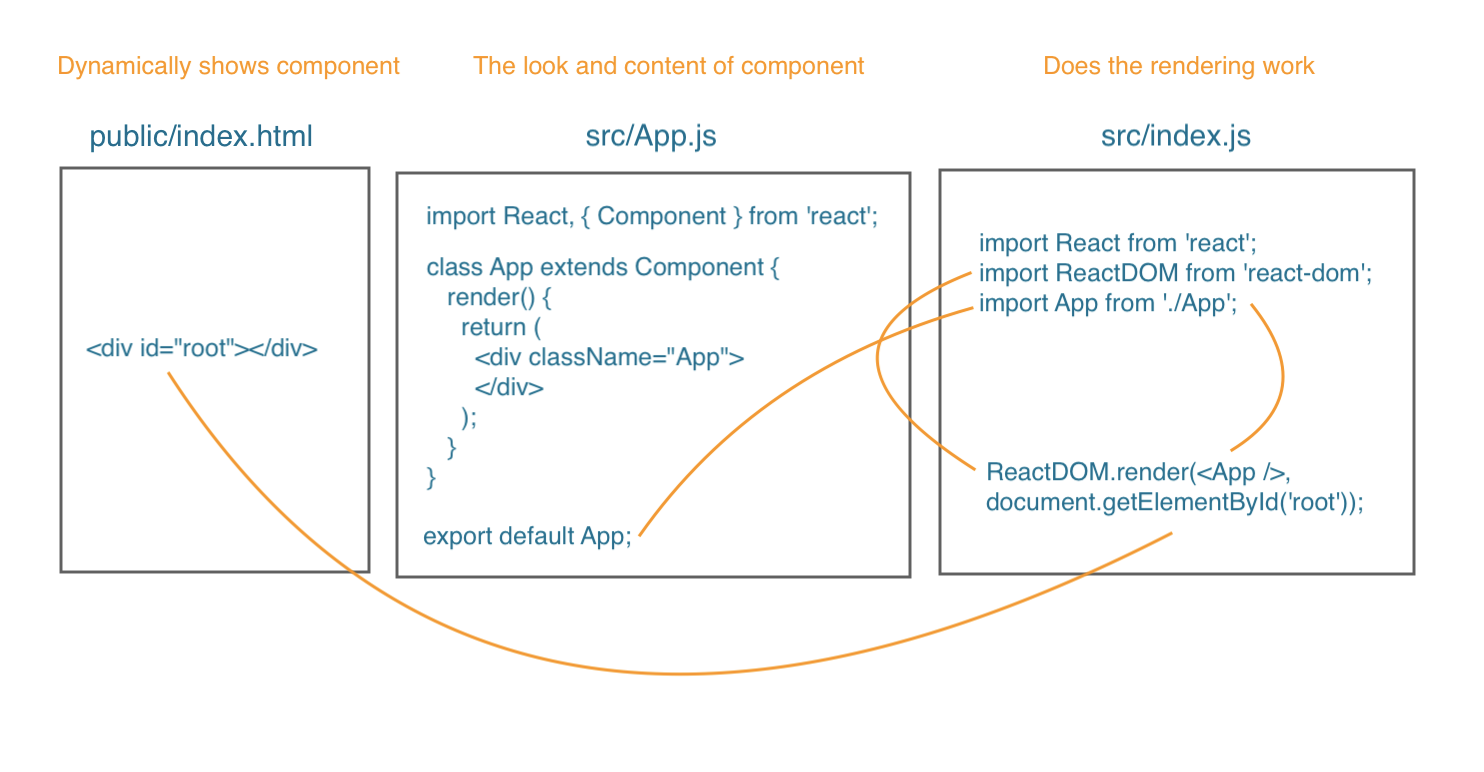 Dynamically shows component
The look and content of component
Does the rendering work
public/index.html
src/App.js
src/index.js
<div id="root"></div>
import React, { Component } from 'react';
class App extends Component {
render() {
return (
<div className="App">
</div>
);
}
}
export default App;
import React from 'react';
import ReactDOM from 'react-dom';
import App from './App';
ReactDOM.render(<App />,
document.getElementById('root'));